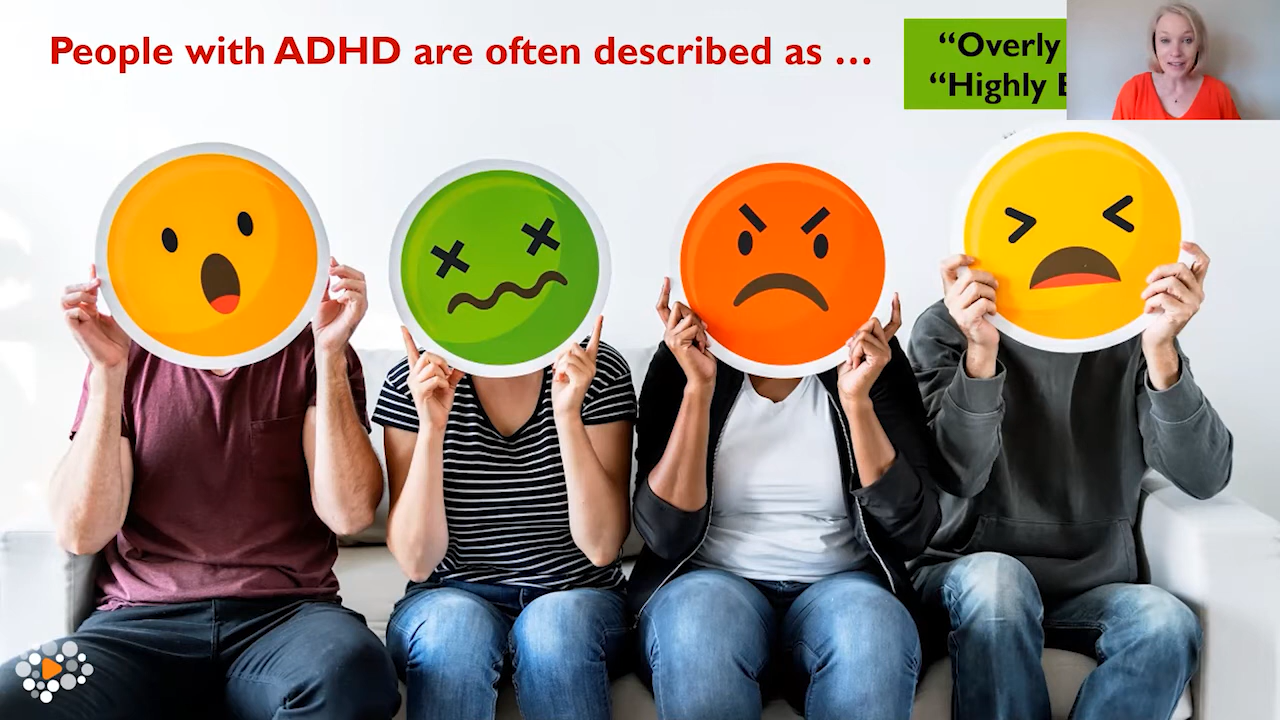 People with ADHD are often described as …
“Overly
“Highly